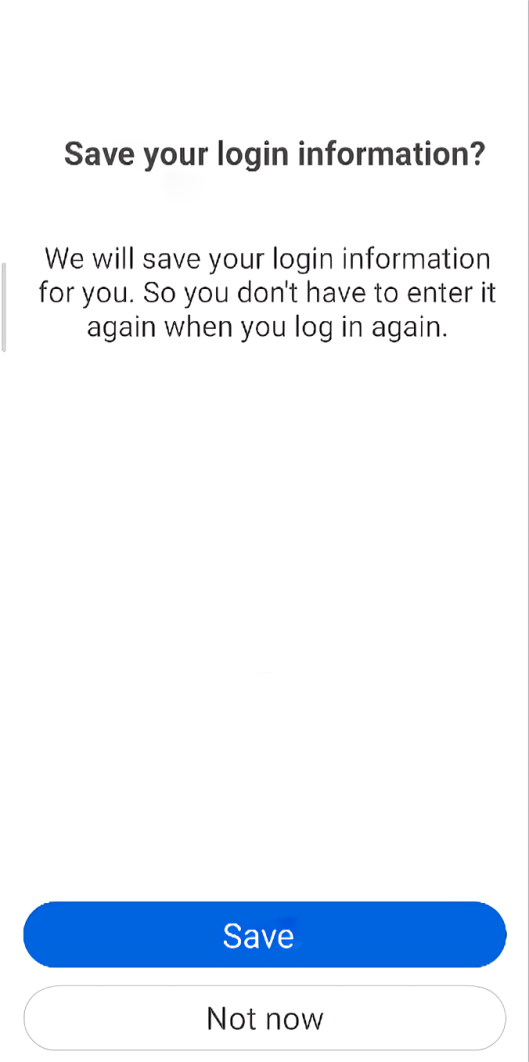 Save your login information?
We will save your login information
for you. So you don't have to enter it
again when you log in again.
Save
Not now